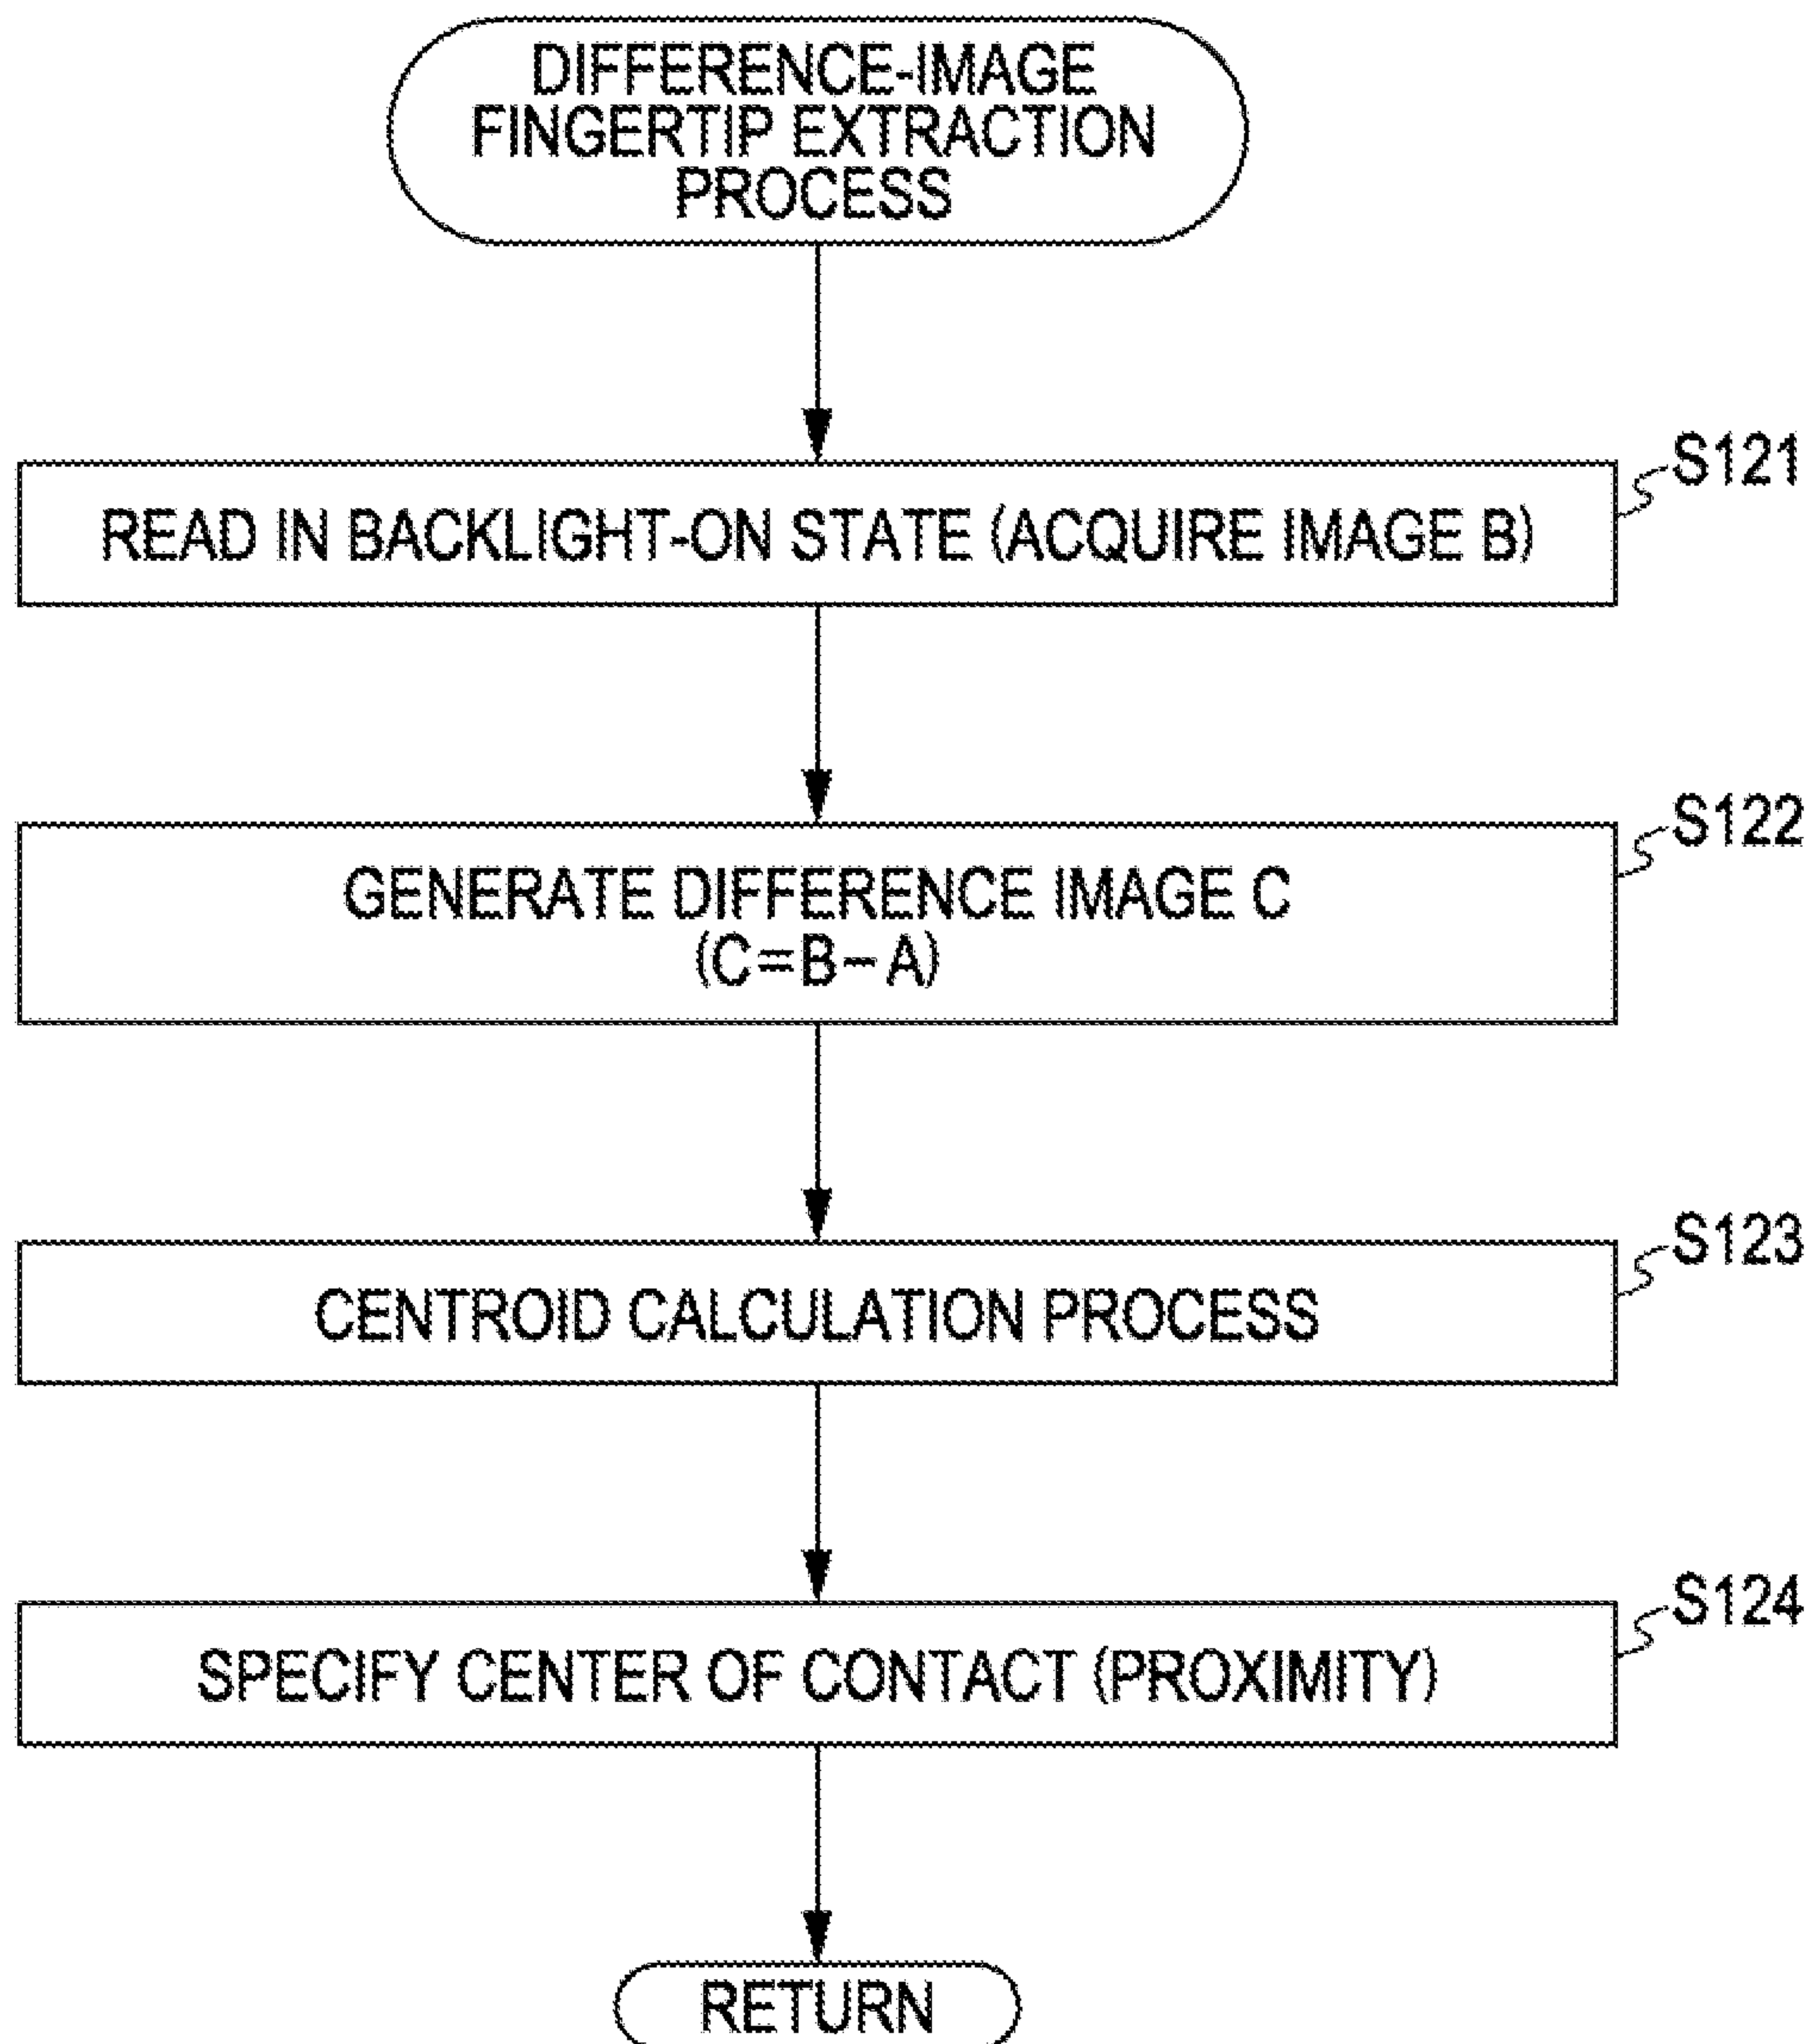 DIFFERENCE-IMAGE
FINGERTIP EXTRACTION
PROCESS
S121
READ IN BACKLIGHT-ON STATE (ACQUIRE IMAGE B)
S122
GENERATE DIFFERENCE IMAGE C
(C=B−A)
S123
CENTROID CALCULATION PROCESS
S124
SPECIFY CENTER OF CONTACT (PROXIMITY)
RETURN